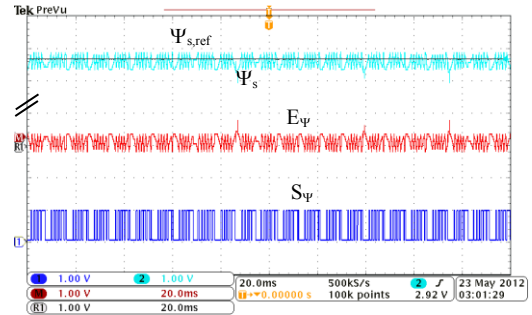 Tek PreVu
T
Ψs,ref
Ψs
M
R1
EΨ
SΨ
1
1 1.00 V 2 1.00 V
M 1.00 V 20.0ms
R1 1.00 V 20.0ms
20.0ms 500kS/s 2
T→▼0.00000 s 100k points 2.92 V
23 May 2012
03:01:29